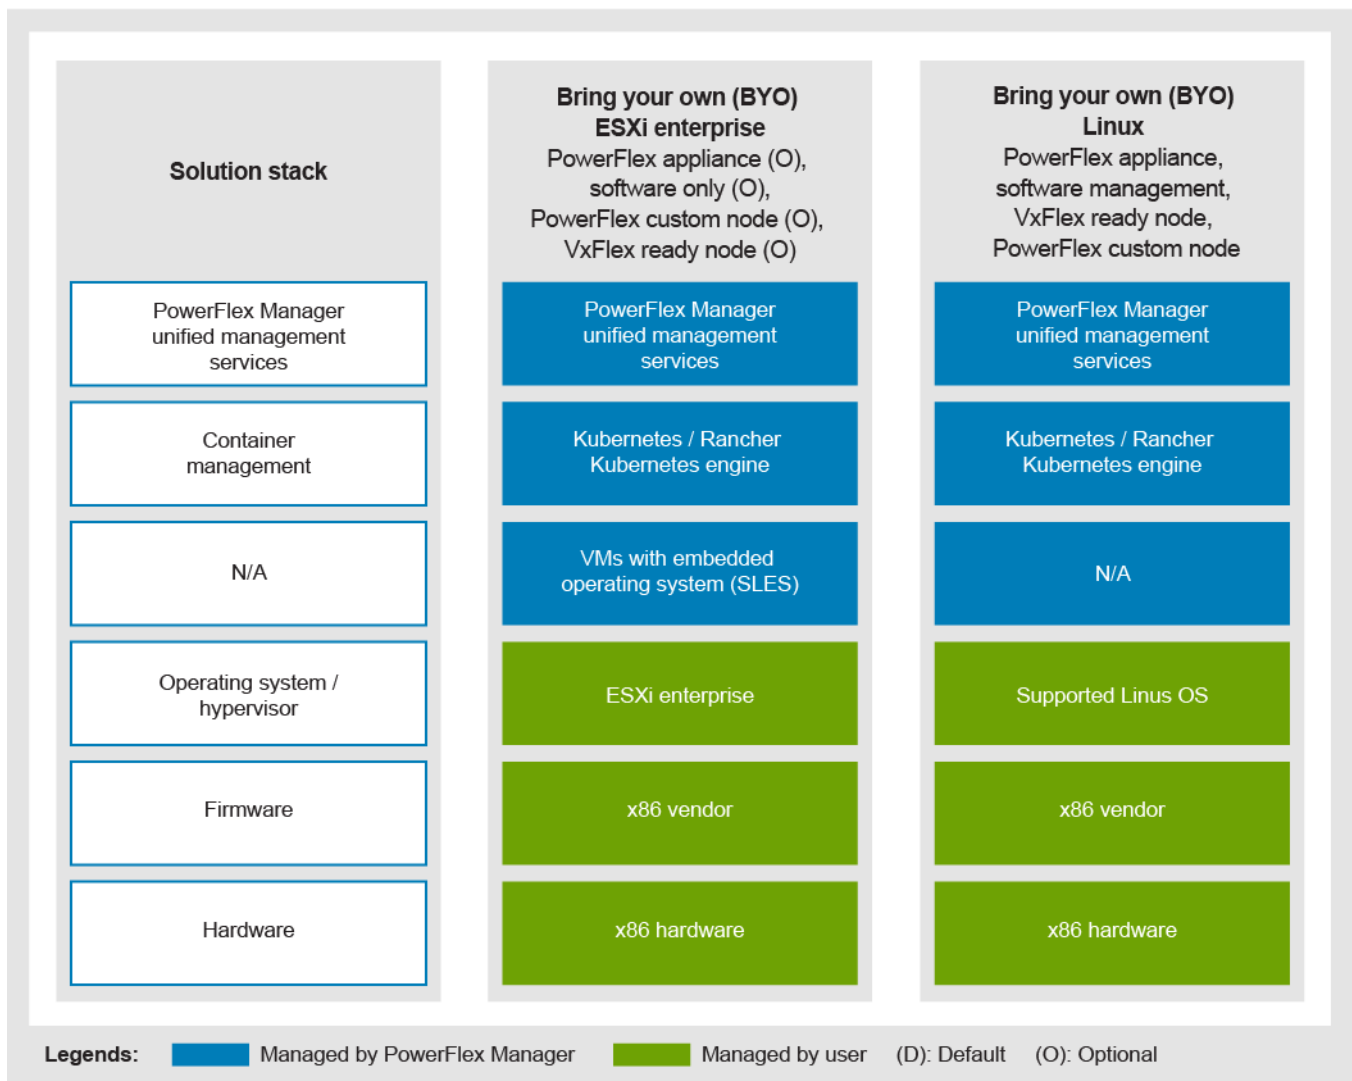 Solution stack
PowerFlex Manager
unified management
services
Container
management
N/A
Operating system /
hypervisor
Firmware
Hardware
Bring your own (BYO)
ESXi enterprise
PowerFlex appliance (O),
software only (O),
PowerFlex custom node (O),
VxFlex ready node (O)
PowerFlex Manager
unified management
services
Kubernetes / Rancher
Kubernetes engine
VMs with embedded
operating system (SLES)
ESXi enterprise
x86 vendor
x86 hardware
Bring your own (BYO)
Linux
PowerFlex appliance,
software management,
VxFlex ready node,
PowerFlex custom node
PowerFlex Manager
unified management
services
Kubernetes / Rancher
Kubernetes engine
N/A
Supported Linus OS
x86 vendor
x86 hardware
Legends: Managed by PowerFlex Manager Managed by user (D): Default (O): Optional